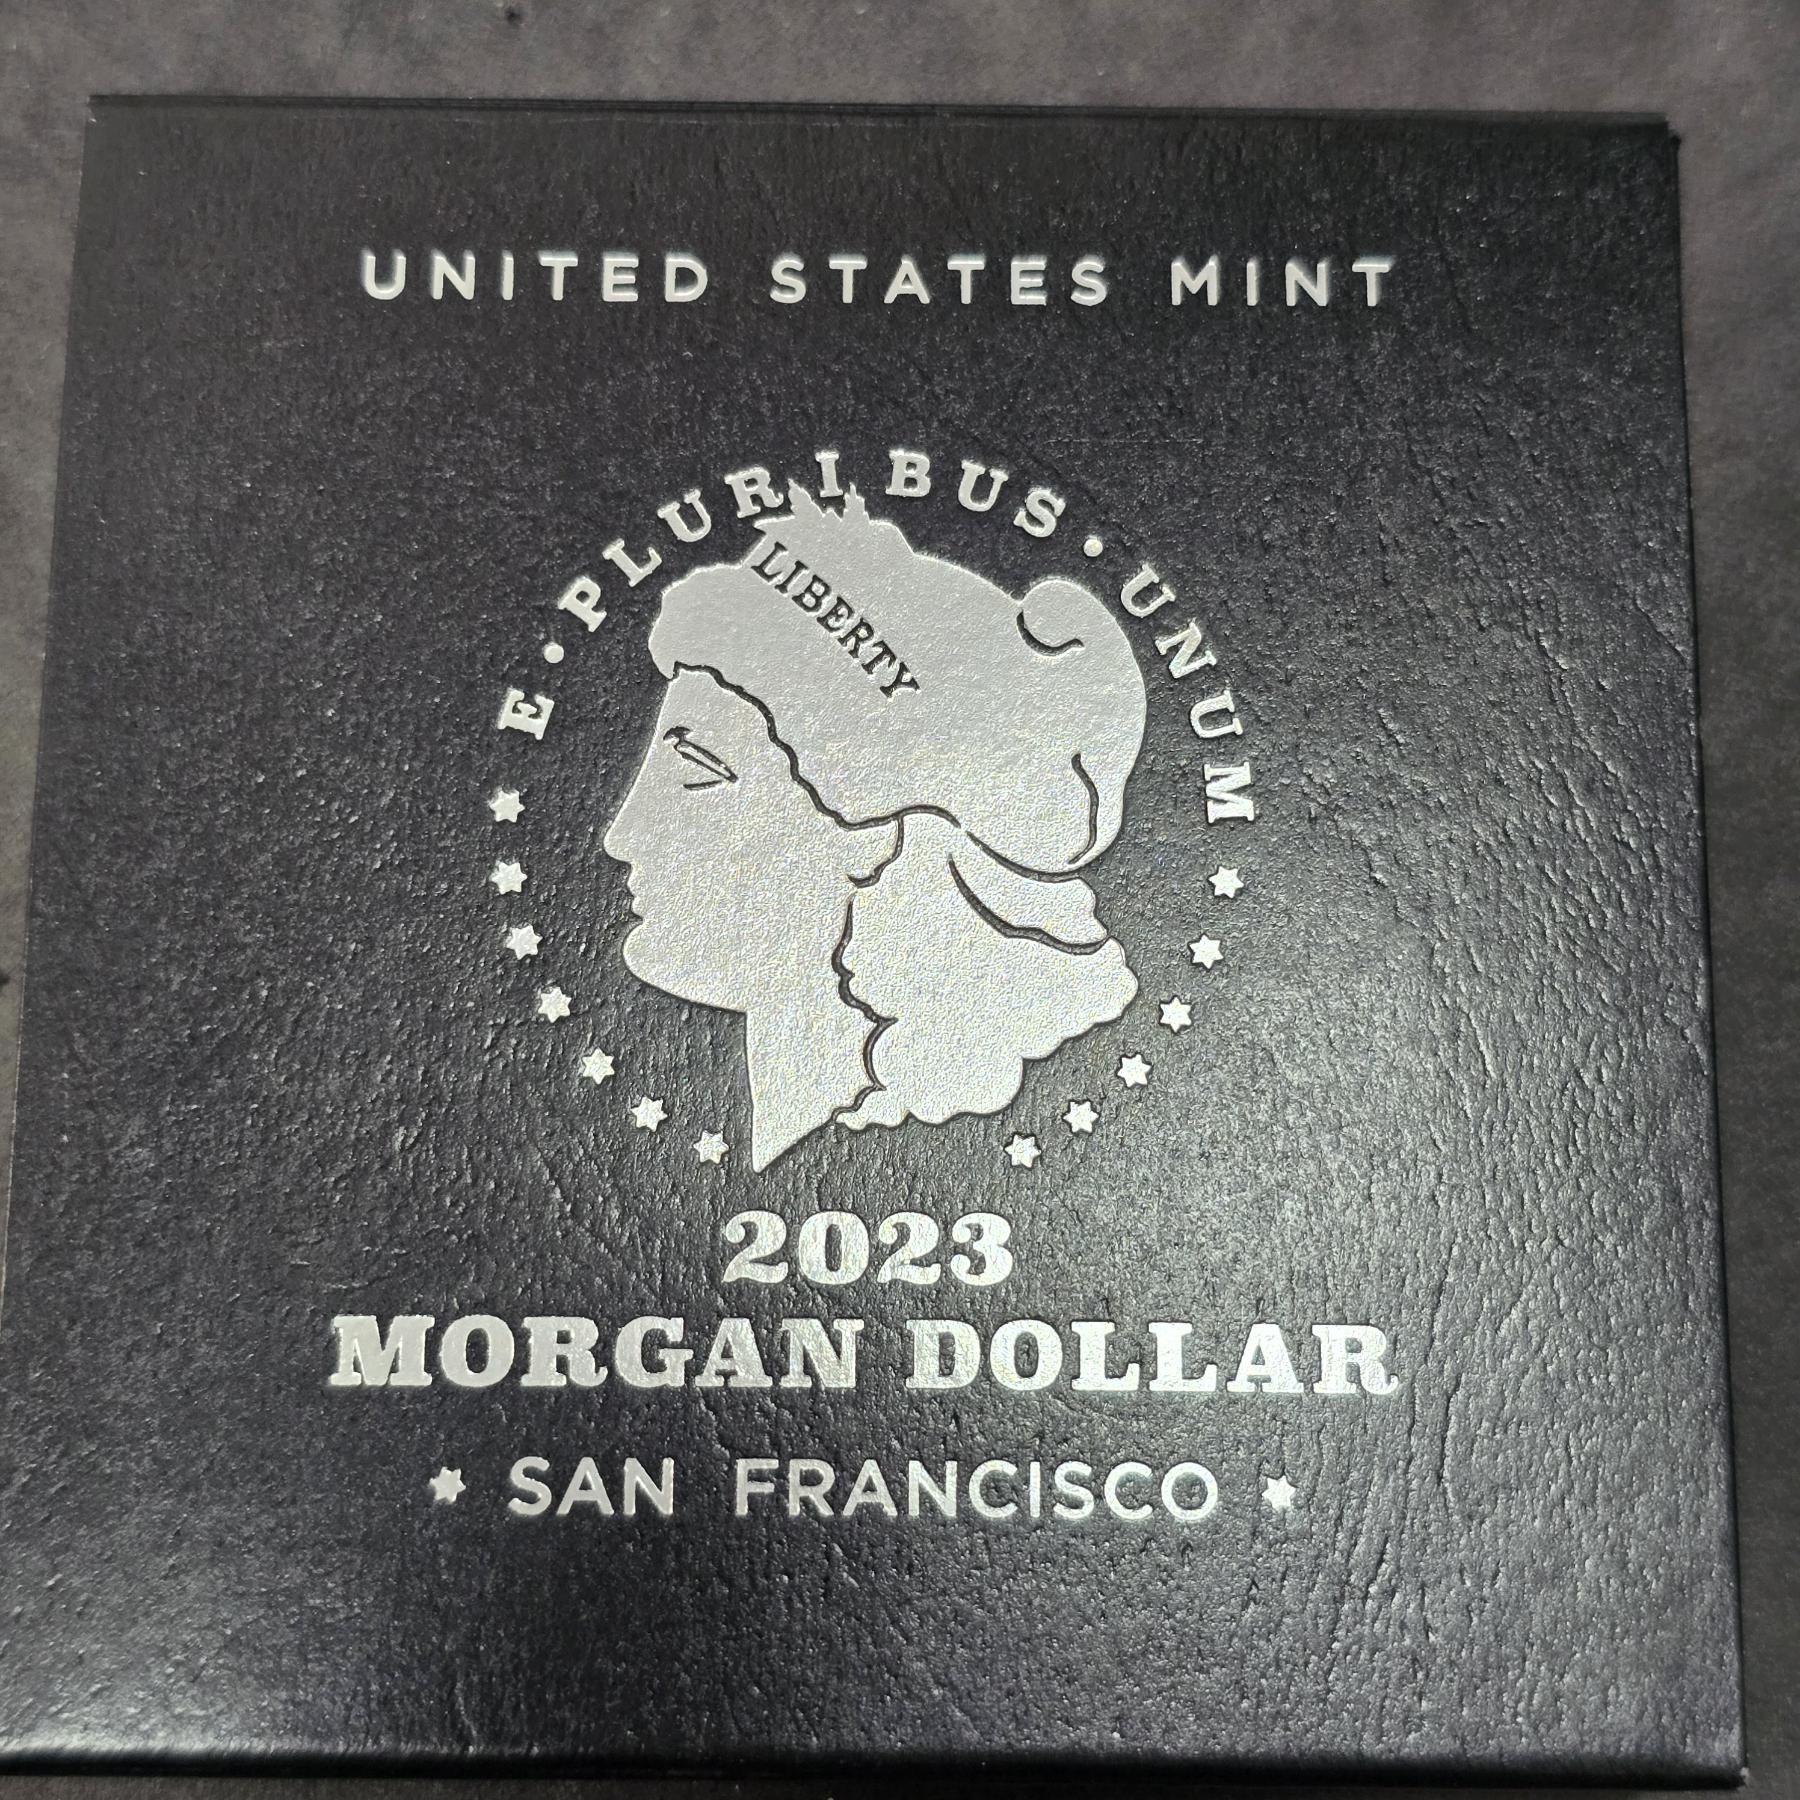 UNITED STATES MINT
E·PLURIBUS·UNUM
LIBERTY
2023
MORGAN DOLLAR
SAN FRANCISCO